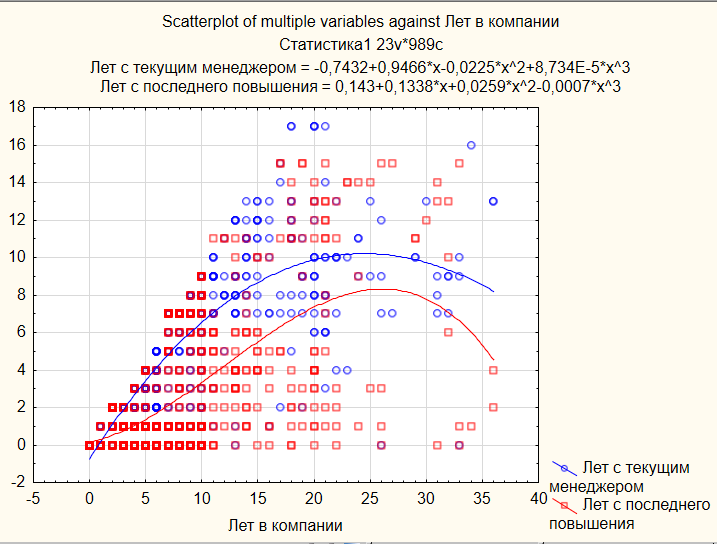 Scatterplot of multiple variables against Лет в компании
Статистика1 23v*989c
Лет с текущим менеджером = -0,7432+0,9466*x-0,0225*x^2+8,734E-5*x^3
Лет с последнего повышения = 0,143+0,1338*x+0,0259*x^2-0,0007*x^3
18
16
14
12
10
8
6
4
2
0
-2
-5 0 5 10 15 20 25 30 35 40
Лет в компании
Лет с текущим
менеджером
Лет с последнего
повышения